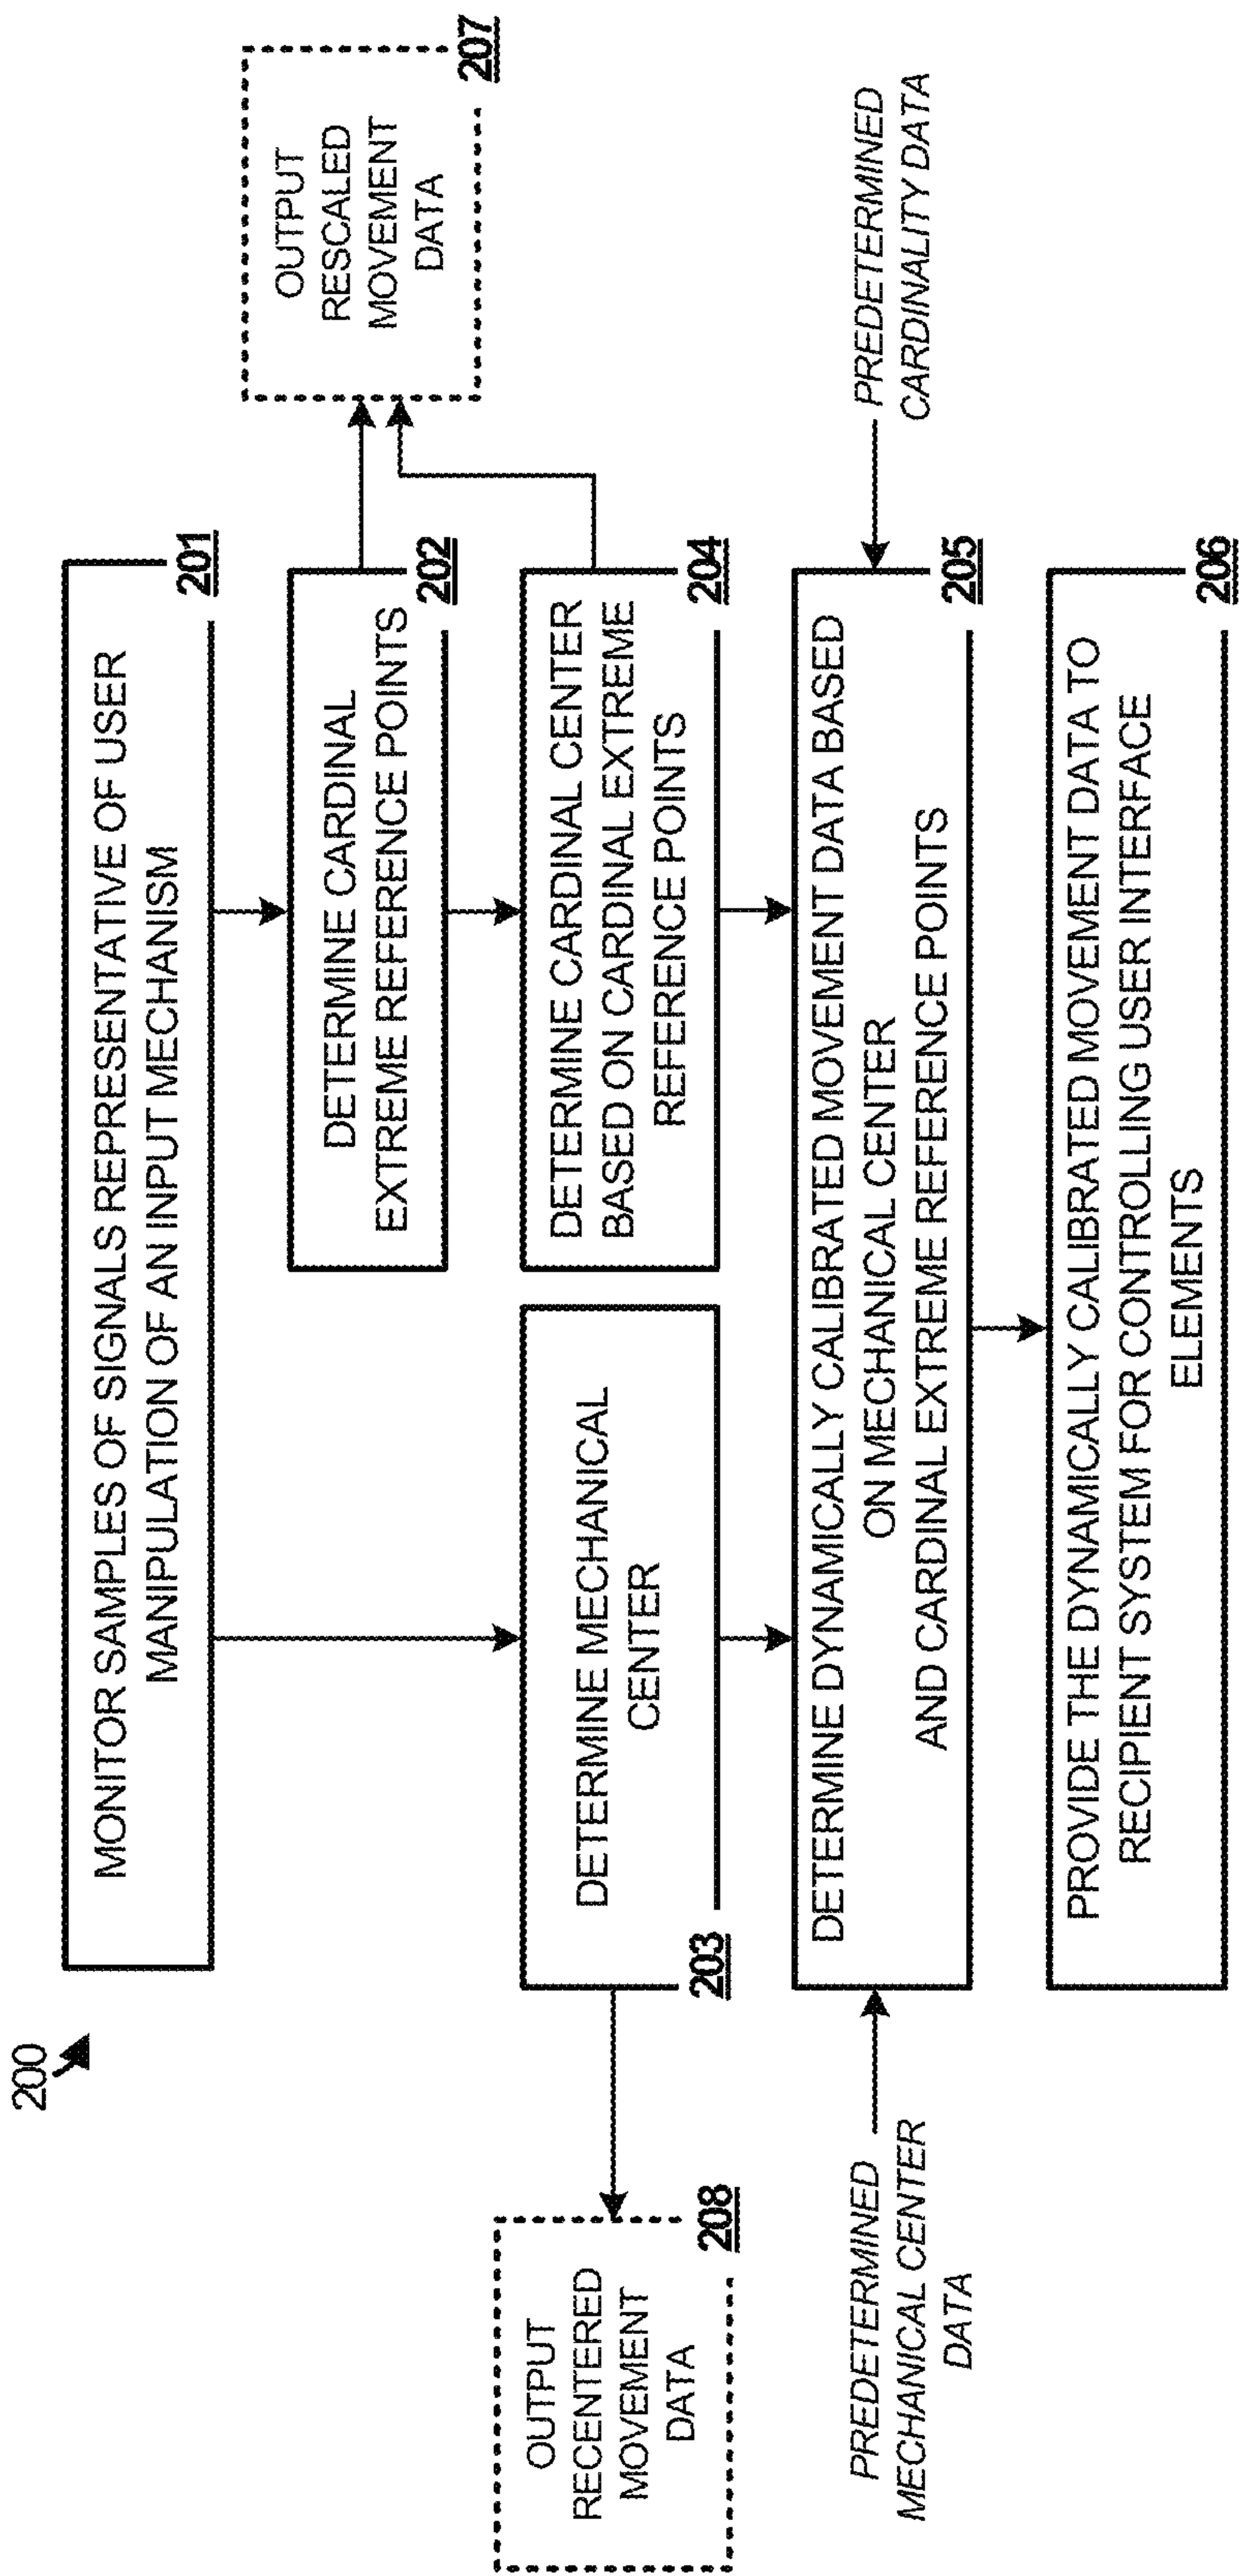 200
MONITOR SAMPLES OF SIGNALS REPRESENTATIVE OF USER
MANIPULATION OF AN INPUT MECHANISM
201
DETERMINE CARDINAL
EXTREME REFERENCE POINTS
202
OUTPUT
RESCALED
MOVEMENT
DATA
207
DETERMINE MECHANICAL
CENTER
203
DETERMINE CARDINAL CENTER
BASED ON CARDINAL EXTREME
REFERENCE POINTS
204
OUTPUT
RECENTERED
MOVEMENT
DATA
208
PREDETERMINED
MECHANICAL CENTER
DATA
DETERMINE DYNAMICALLY CALIBRATED MOVEMENT DATA BASED
ON MECHANICAL CENTER
AND CARDINAL EXTREME REFERENCE POINTS
205
PREDETERMINED
CARDINALITY DATA
PROVIDE THE DYNAMICALLY CALIBRATED MOVEMENT DATA TO
RECIPIENT SYSTEM FOR CONTROLLING USER INTERFACE
ELEMENTS
206